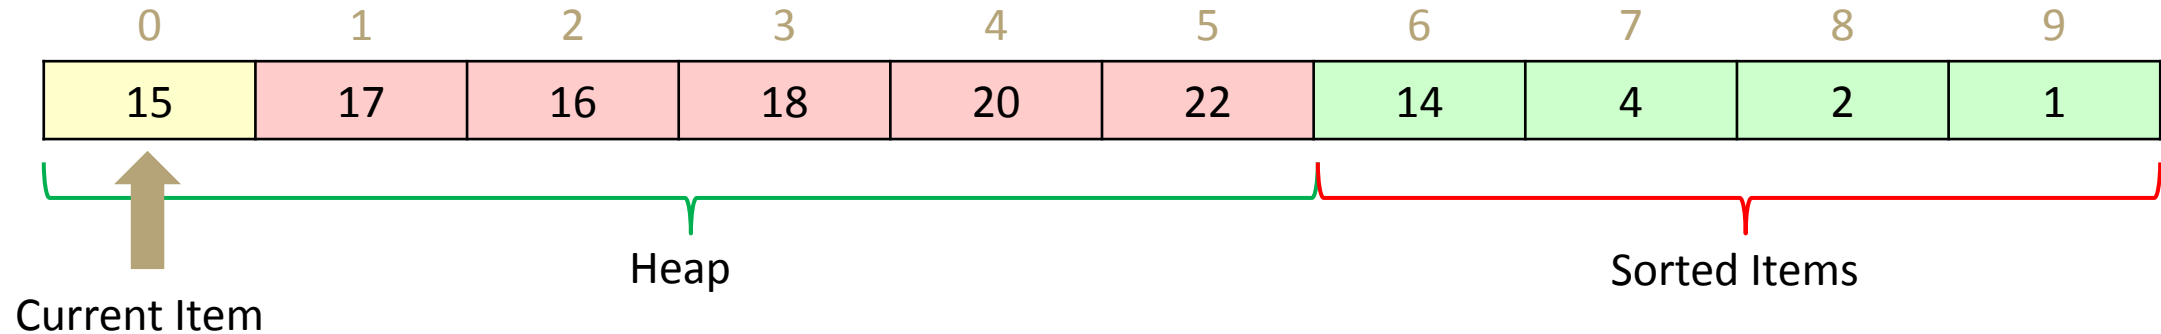 0 1 2 3 4 5 6 7 8 9
15 17 16 18 20 22 14 4 2 1
Heap Sorted Items
Current Item